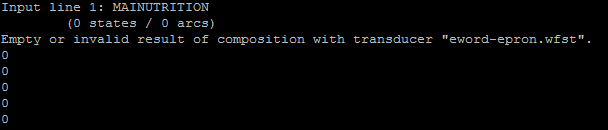 Input line 1: MAINUTRITION
(0 states / 0 arcs)
Empty or invalid result of composition with transducer "eword-epron.wfst".
0
0
0
0
0